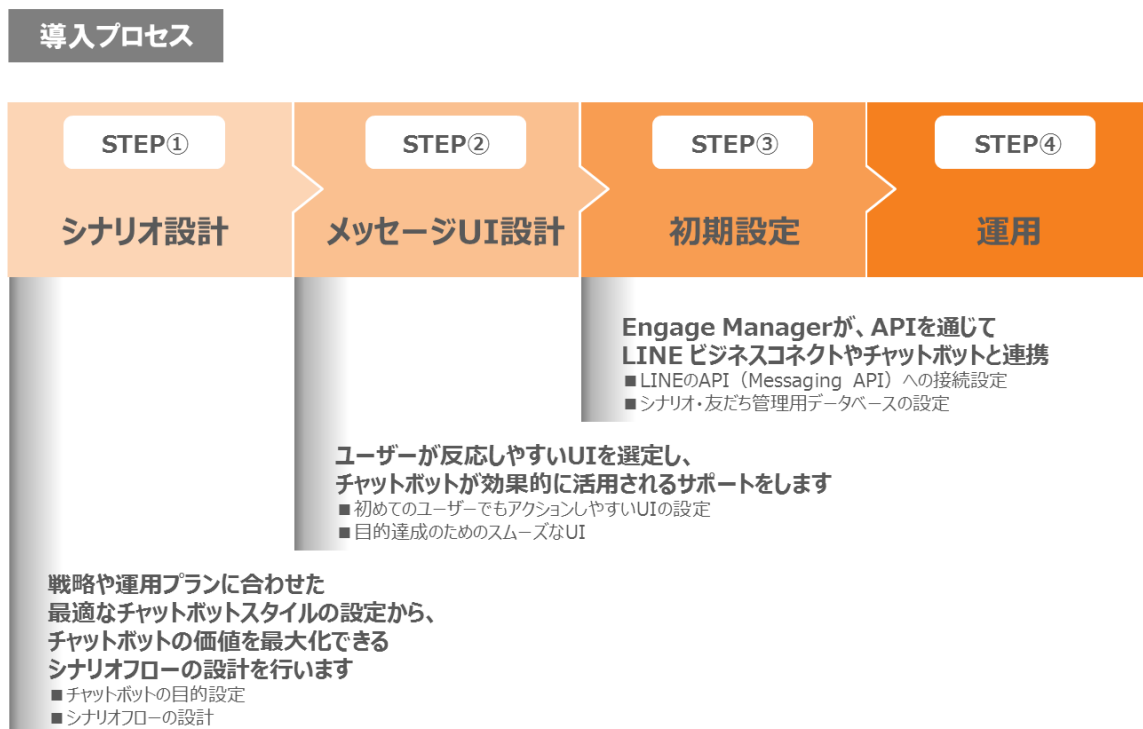 導入プロセス
STEP①
シナリオ設計
STEP②
メッセージUI設計
STEP③
初期設定
STEP④
運用
Engage Managerが、APIを通じて
LINE ビジネスコネクトやチャットボットと連携
■LINEのAPI（Messaging API）への接続設定
■シナリオ・友だち管理用データベースの設定
ユーザーが反応しやすいUIを選定し、
チャットボットが効果的に活用されるサポートをします
■初めてのユーザーでもアクションしやすいUIの設定
■目的達成のためのスムーズなUI
戦略や運用プランに合わせた
最適なチャットボットスタイルの設定から、
チャットボットの価値を最大化できる
シナリオフローの設計を行います
■チャットボットの目的設定
■シナリオフローの設計